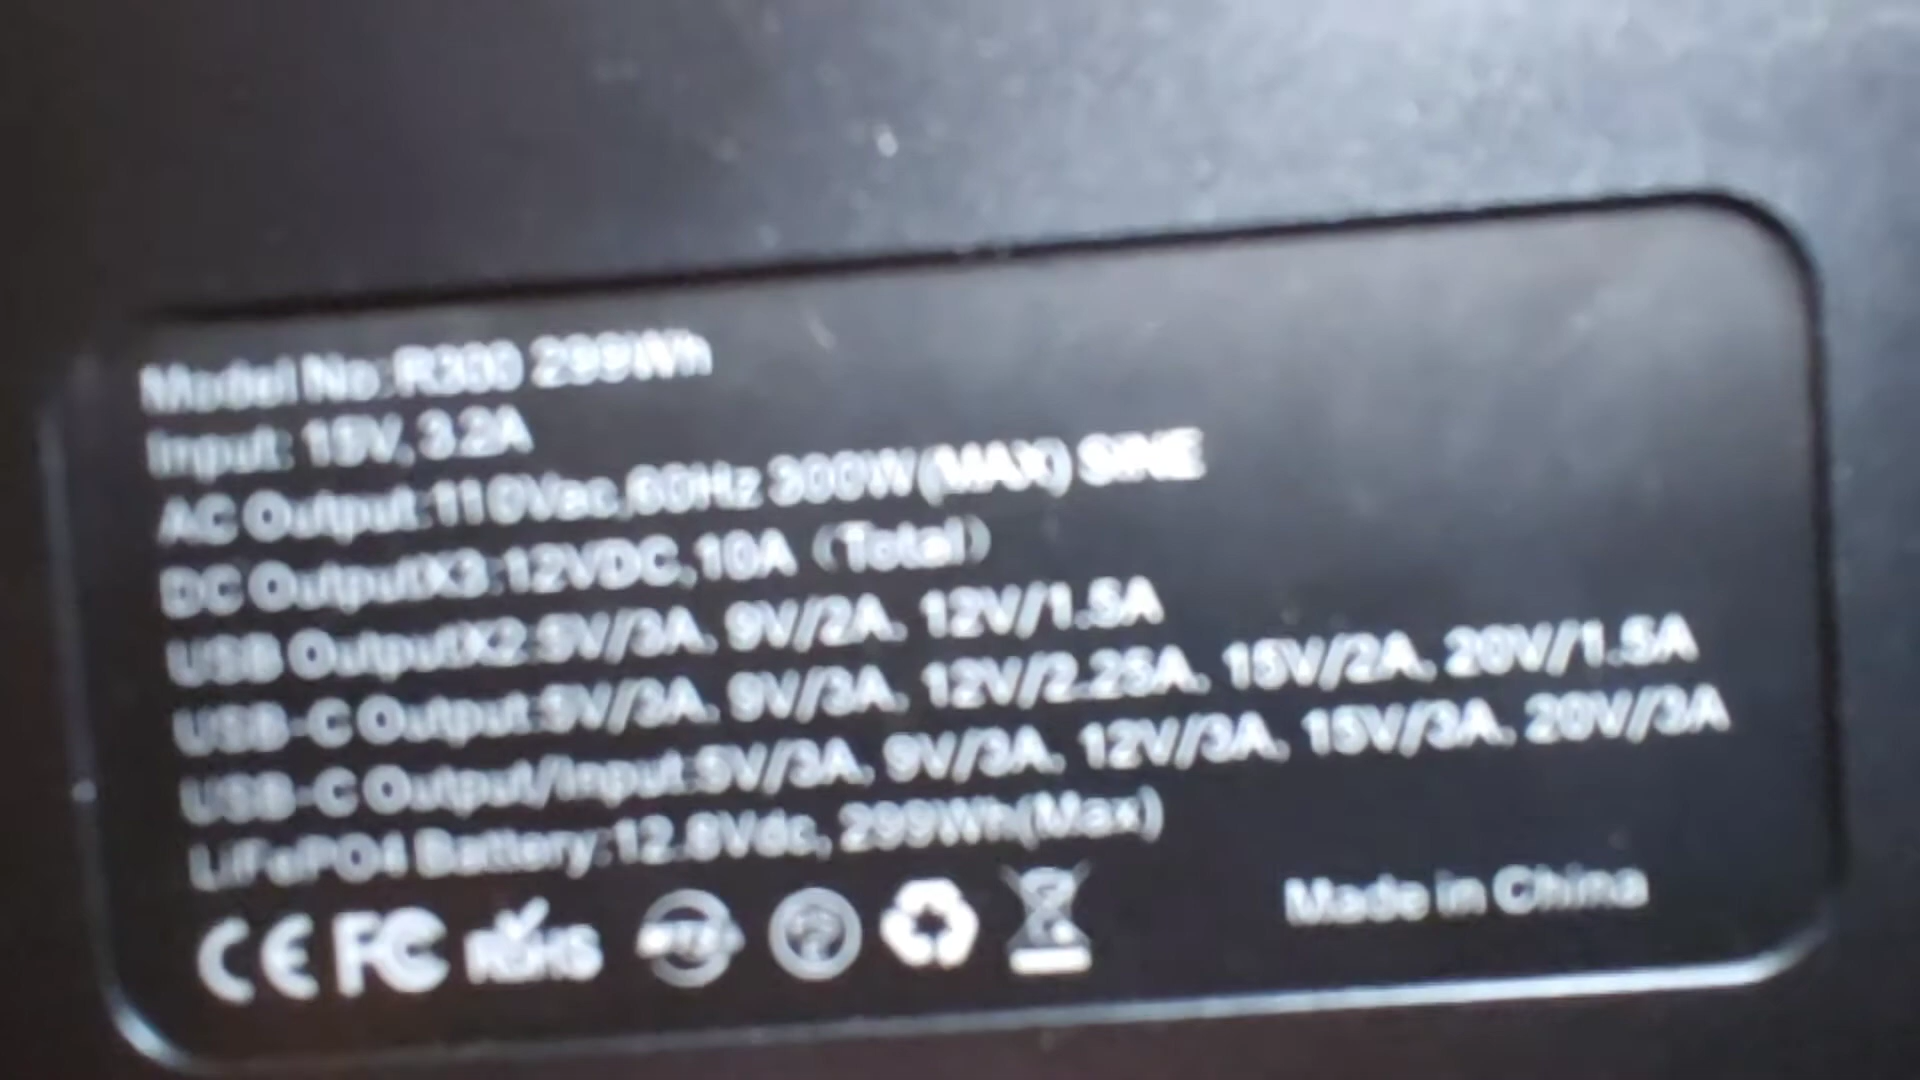 Model No:R300 299Wh
Input: 19V, 3.2A
AC Output:110Vac,60Hz 300W(MAX) SINE
DC OutputX3:12VDC,10A (Total)
USB OutputX2:5V/3A, 9V/2A, 12V/1.5A
USB-C Output:5V/3A, 9V/3A, 12V/2.25A, 15V/2A, 20V/1.5A
USB-C Output/Input:5V/3A, 9V/3A, 12V/3A, 15V/3A, 20V/3A
LiFePO4 Battery:12.8Vdc, 299Wh(Max)
CE FC RoHS
Made in China